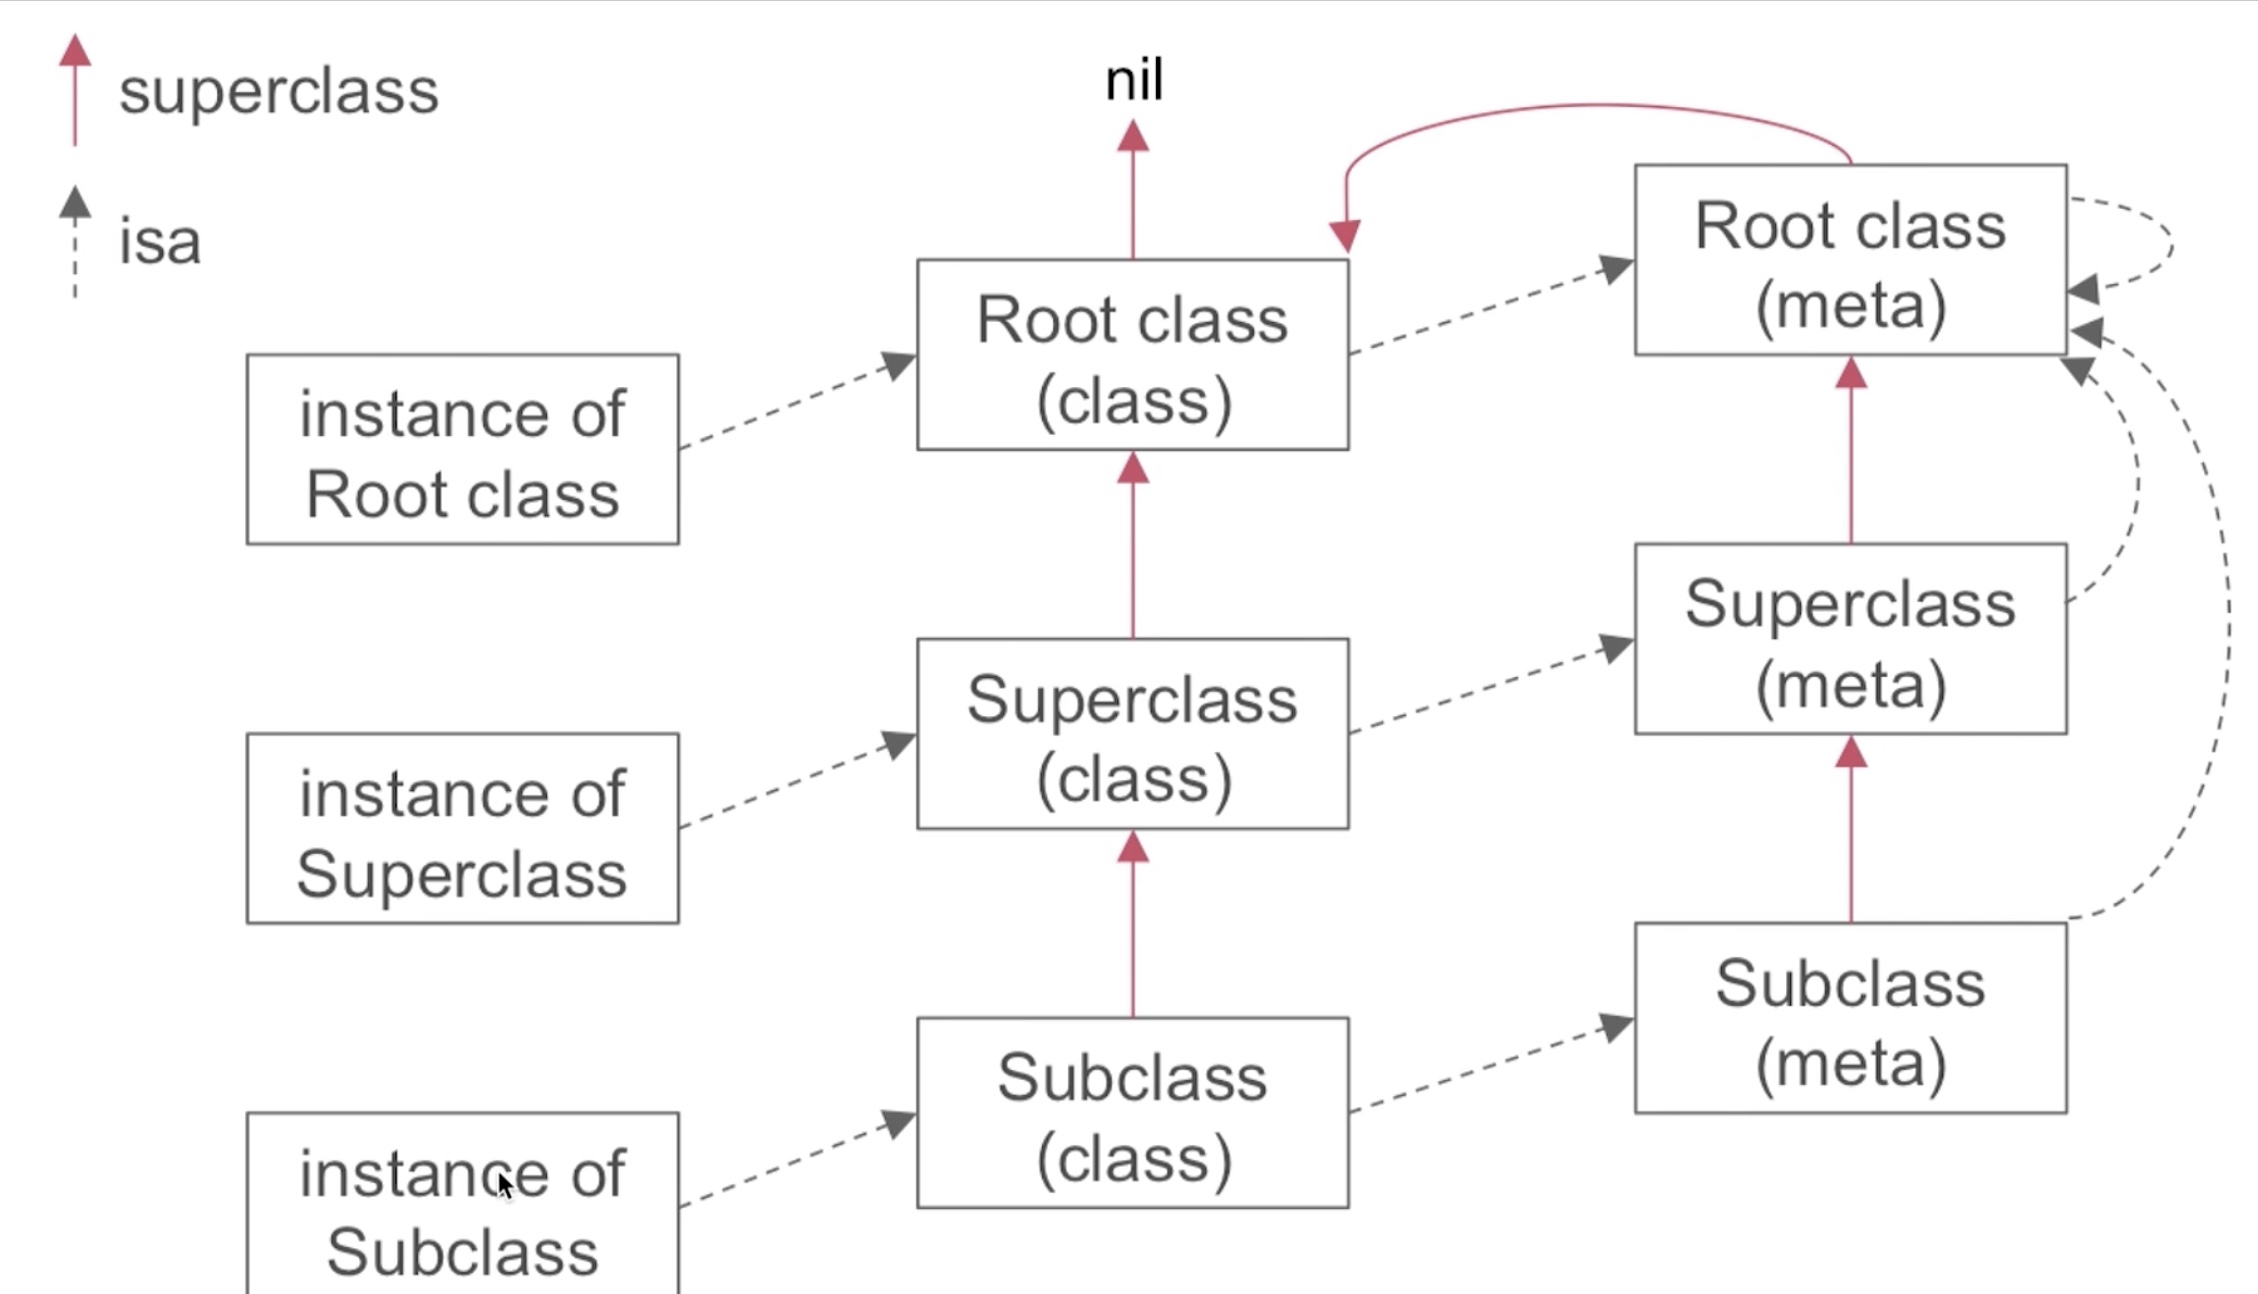 superclass
isa
nil
Root class
(meta)
Root class
(class)
instance of
Root class
Superclass
(meta)
Superclass
(class)
instance of
Superclass
Subclass
(meta)
Subclass
(class)
instance of
Subclass